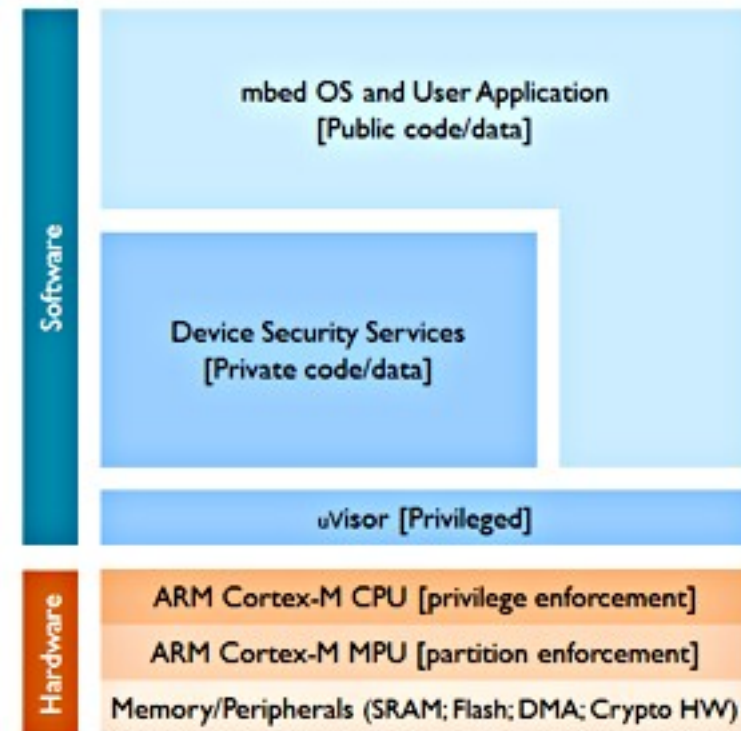 Software
mbed OS and User Application
[Public code/data]
Device Security Services
[Private code/data]
uVisor [Privileged]
Hardware
ARM Cortex-M CPU [privilege enforcement]
ARM Cortex-M MPU [partition enforcement]
Memory/Peripherals (SRAM; Flash; DMA; Crypto HW)